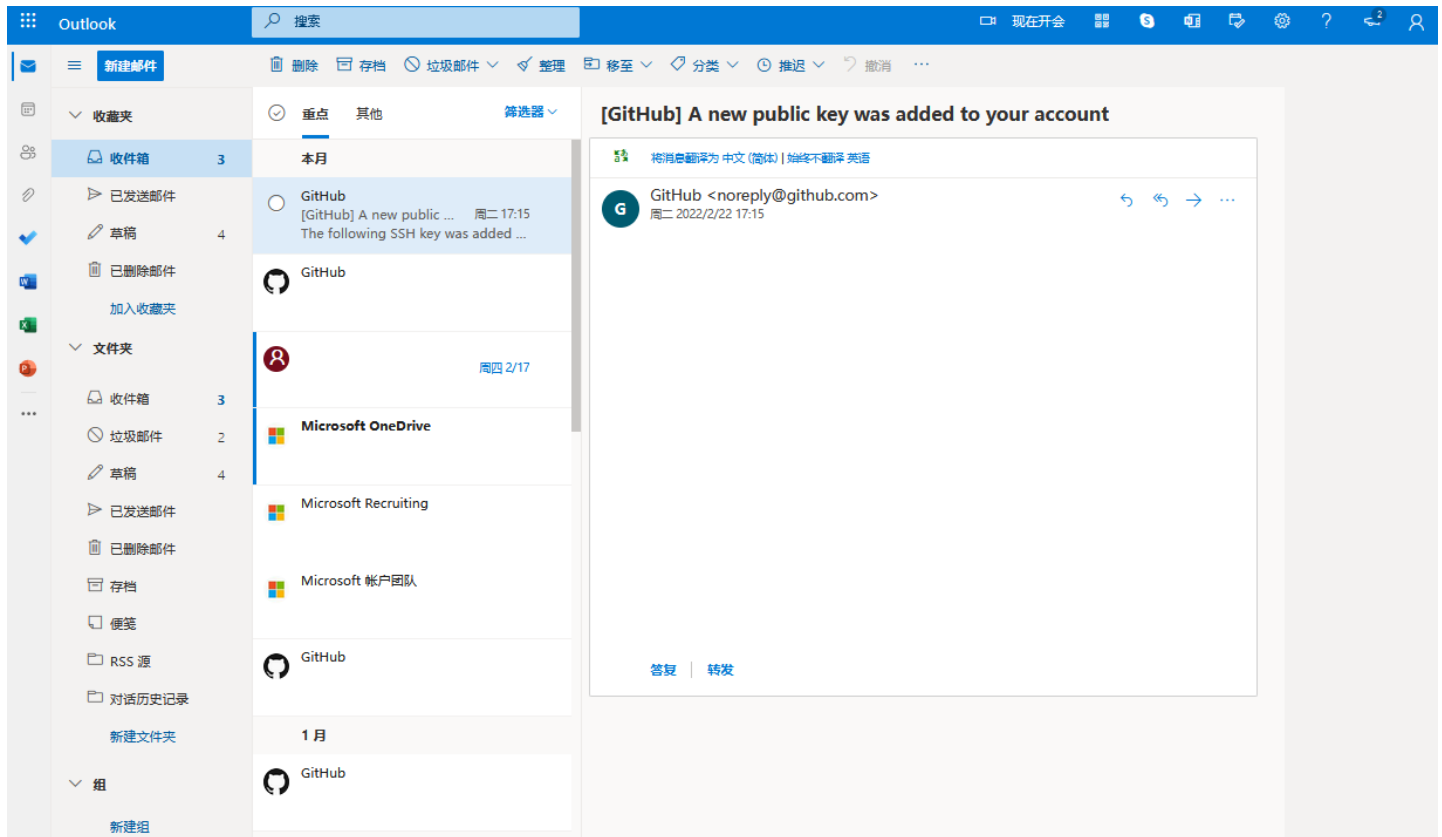 Outlook
搜索
现在开会
2
新建邮件
删除 存档 垃圾邮件 整理 移至 分类 推迟 撤消 ...
收藏夹
收件箱 3
已发送邮件
草稿 4
已删除邮件
加入收藏夹
文件夹
收件箱 3
垃圾邮件 2
草稿 4
已发送邮件
已删除邮件
存档
便笺
RSS 源
对话历史记录
新建文件夹
组
新建组
重点 其他 筛选器
本月
GitHub
[GitHub] A new public ... 周二 17:15
The following SSH key was added ...
GitHub
周四 2/17
Microsoft OneDrive
Microsoft Recruiting
Microsoft 帐户团队
GitHub
1 月
GitHub
[GitHub] A new public key was added to your account
将消息翻译为 中文 (简体) | 始终不翻译 英语
G
GitHub <noreply@github.com>
周二 2022/2/22 17:15
答复 | 转发